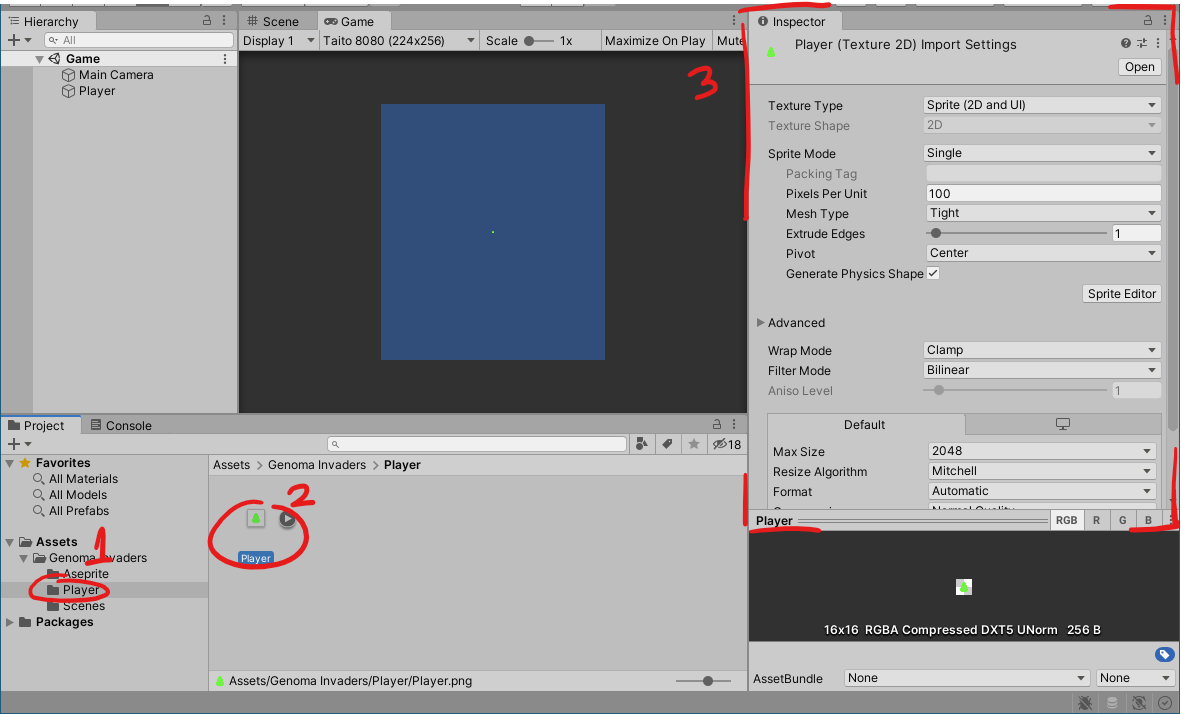 Hierarchy
All
Game
Main Camera
Player
Scene
Game
Display 1
Taito 8080 (224x256)
Scale
1x
Maximize On Play
Mute
3
Inspector
Player (Texture 2D) Import Settings
Open
Texture Type
Sprite (2D and UI)
Texture Shape
2D
Sprite Mode
Single
Packing Tag
Pixels Per Unit
100
Mesh Type
Tight
Extrude Edges
1
Pivot
Center
Generate Physics Shape
Sprite Editor
Advanced
Wrap Mode
Clamp
Filter Mode
Bilinear
Aniso Level
1
Default
Max Size
2048
Resize Algorithm
Mitchell
Format
Automatic
Player
RGB
R
G
B
16x16 RGBA Compressed DXT5 UNorm 256 B
AssetBundle
None
None
Project
Console
18
Favorites
All Materials
All Models
All Prefabs
Assets
Genoma Invaders
1
Aseprite
Player
Scenes
Packages
Assets > Genoma Invaders > Player
2
Player
Assets/Genoma Invaders/Player/Player.png